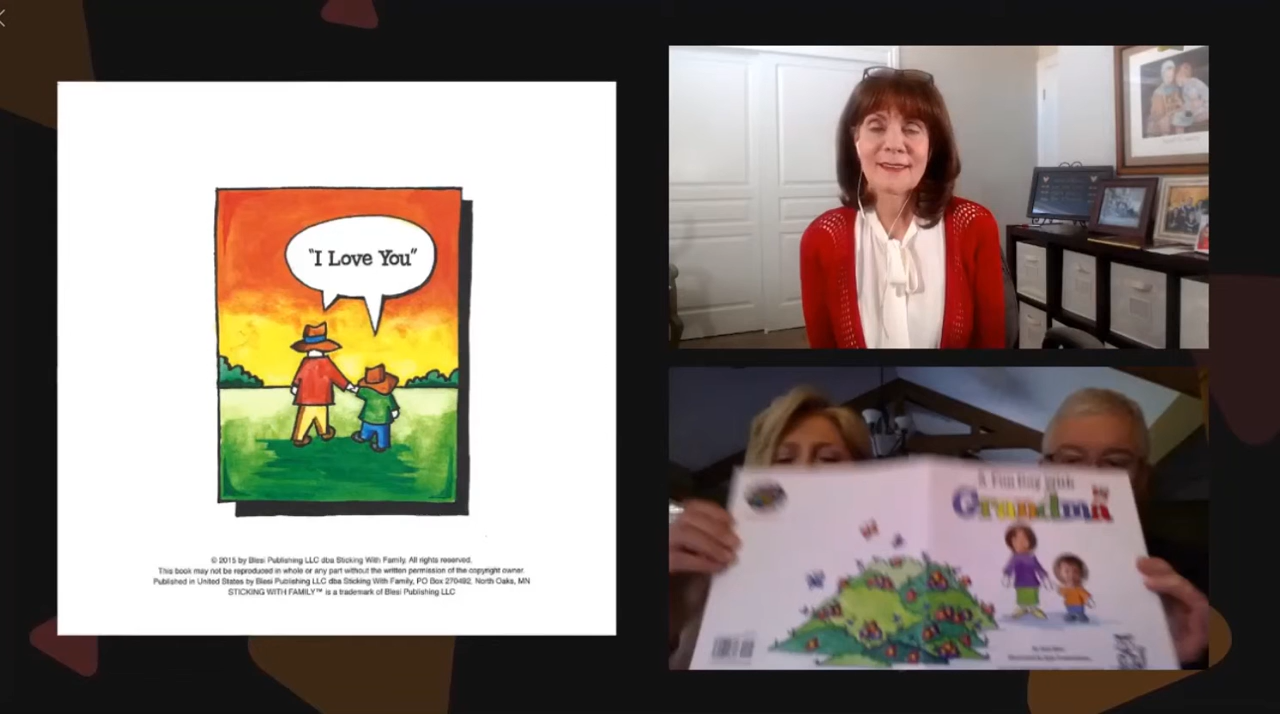 "I Love You"
© 2015 by Blesi Publishing LLC dba Sticking With Family. All rights reserved.
This book may not be reproduced in whole or any part without the written permission of the copyright owner.
Published in United States by Blesi Publishing LLC dba Sticking With Family, PO Box 270492, North Oaks, MN
STICKING WITH FAMILY™ is a trademark of Blesi Publishing LLC
A Fun Day with
Grandma